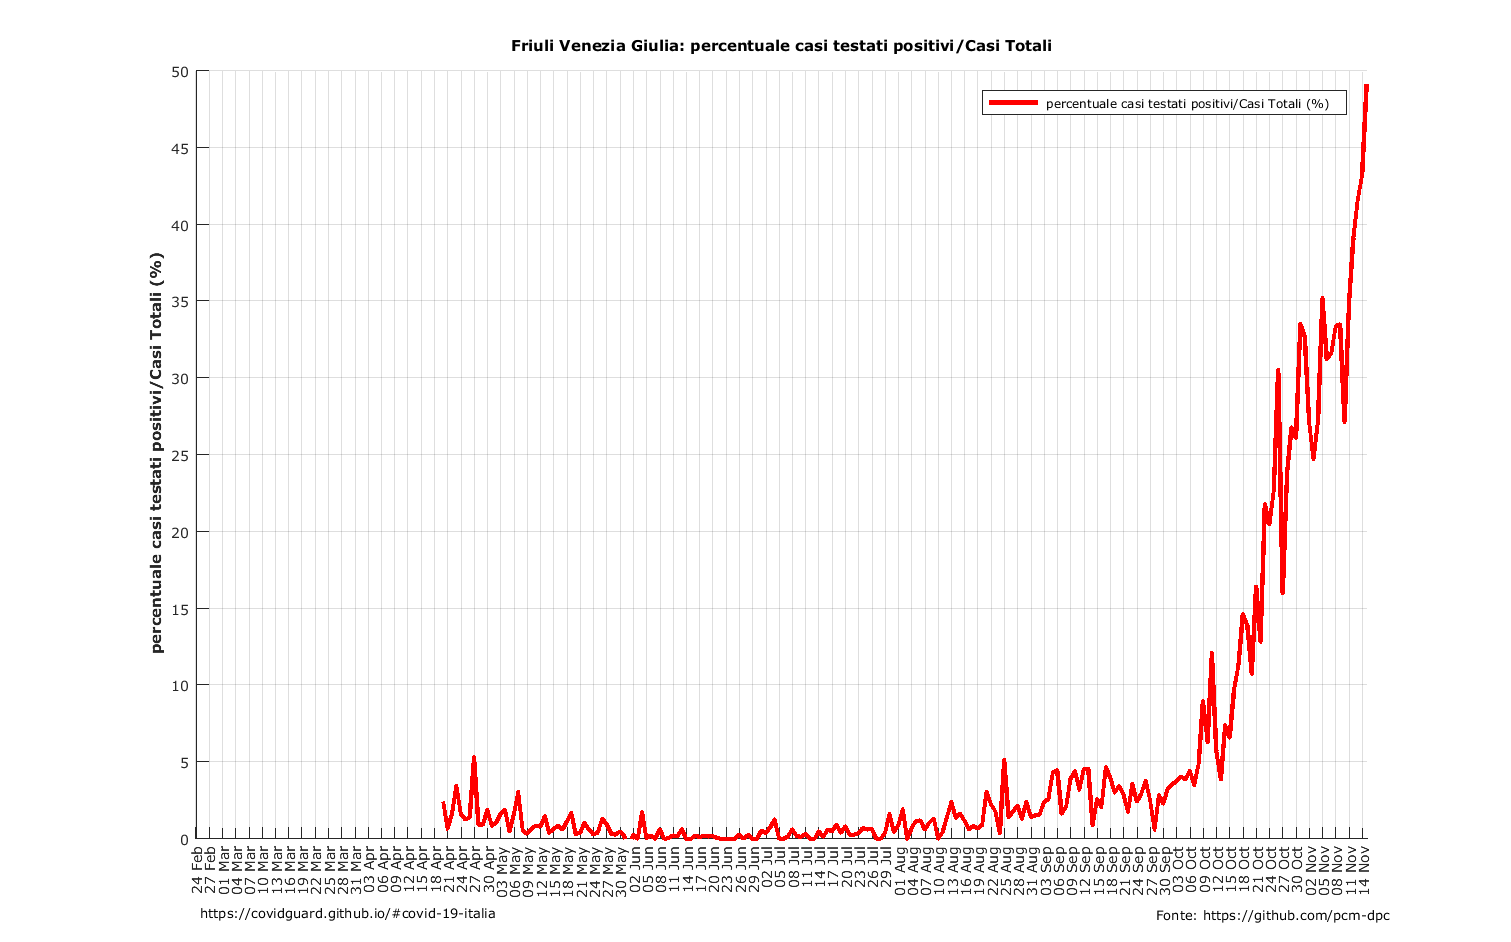 Friuli Venezia Giulia: percentuale casi testati positivi/Casi Totali
percentuale casi testati positivi/Casi Totali (%)
percentuale casi testati positivi/Casi Totali (%)
50
45
40
35
30
25
20
15
10
5
0
24 Feb
27 Feb
01 Mar
04 Mar
07 Mar
10 Mar
13 Mar
16 Mar
19 Mar
22 Mar
25 Mar
28 Mar
31 Mar
03 Apr
06 Apr
09 Apr
12 Apr
15 Apr
18 Apr
21 Apr
24 Apr
27 Apr
30 Apr
03 May
06 May
09 May
12 May
15 May
18 May
21 May
24 May
27 May
30 May
02 Jun
05 Jun
08 Jun
11 Jun
14 Jun
17 Jun
20 Jun
23 Jun
26 Jun
29 Jun
02 Jul
05 Jul
08 Jul
11 Jul
14 Jul
17 Jul
20 Jul
23 Jul
26 Jul
29 Jul
01 Aug
04 Aug
07 Aug
10 Aug
13 Aug
16 Aug
19 Aug
22 Aug
25 Aug
28 Aug
31 Aug
03 Sep
06 Sep
09 Sep
12 Sep
15 Sep
18 Sep
21 Sep
24 Sep
27 Sep
30 Sep
03 Oct
06 Oct
09 Oct
12 Oct
15 Oct
18 Oct
21 Oct
24 Oct
27 Oct
30 Oct
02 Nov
05 Nov
08 Nov
11 Nov
14 Nov
https://covidguard.github.io/#covid-19-italia
Fonte: https://github.com/pcm-dpc